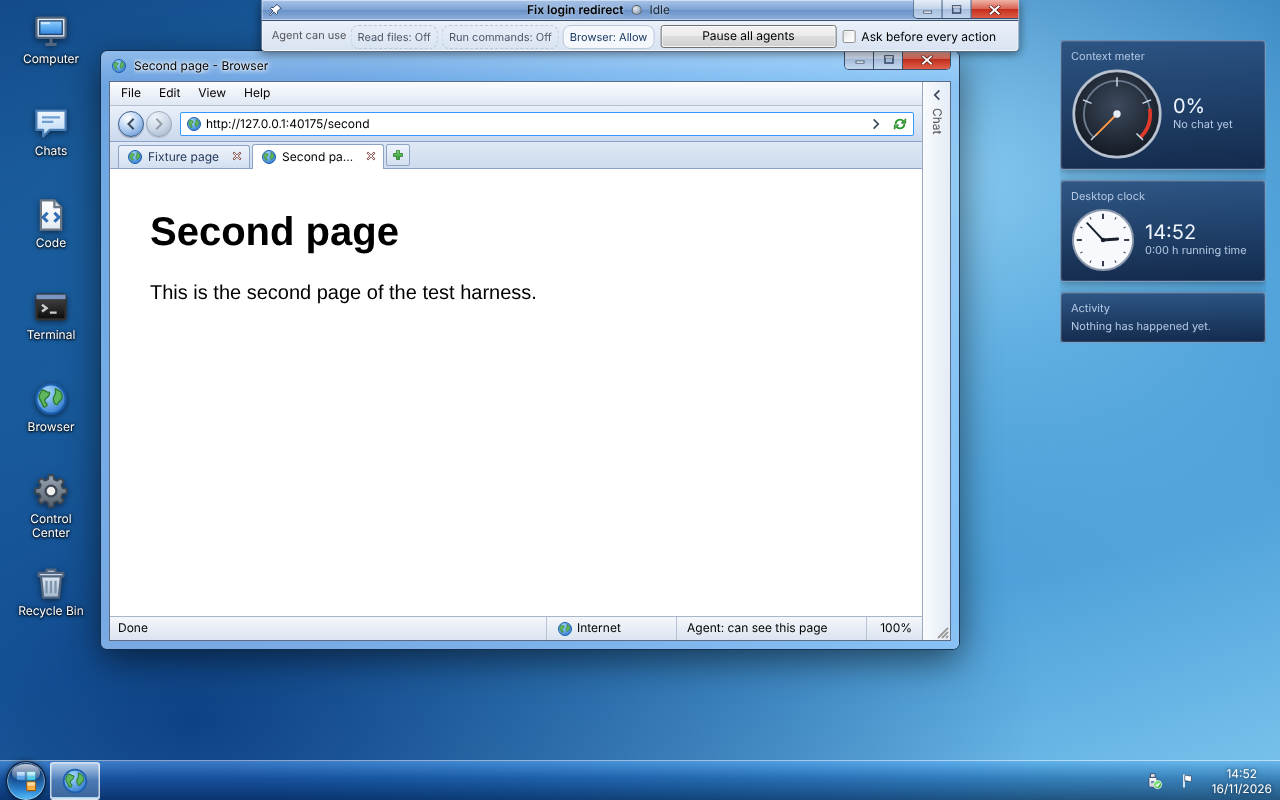 Fix login redirect Idle
Agent can use Read files: Off Run commands: Off Browser: Allow Pause all agents Ask before every action
Computer
Chats
Code
Terminal
Browser
Control
Center
Recycle Bin
Second page - Browser
File Edit View Help
http://127.0.0.1:40175/second
Fixture page Second pa...
Second page
This is the second page of the test harness.
Done Internet Agent: can see this page 100%
Chat
Context meter
0%
No chat yet
Desktop clock
14:52
0:00 h running time
Activity
Nothing has happened yet.
14:52
16/11/2026